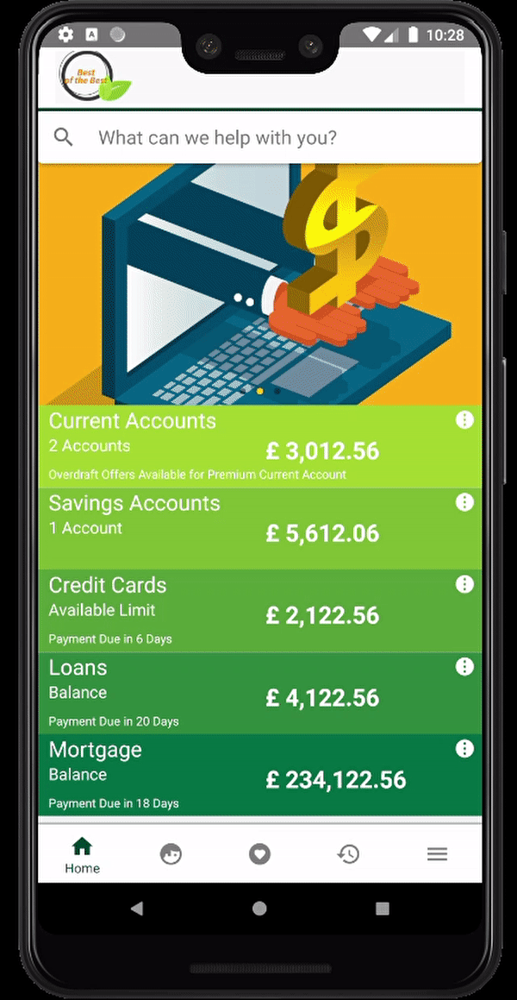 10:28
Best
of the Best
What can we help with you?
Current Accounts
2 Accounts
£ 3,012.56
Overdraft Offers Available for Premium Current Account
Savings Accounts
1 Account
£ 5,612.06
Credit Cards
Available Limit
£ 2,122.56
Payment Due in 6 Days
Loans
Balance
£ 4,122.56
Payment Due in 20 Days
Mortgage
Balance
£ 234,122.56
Payment Due in 18 Days
Home